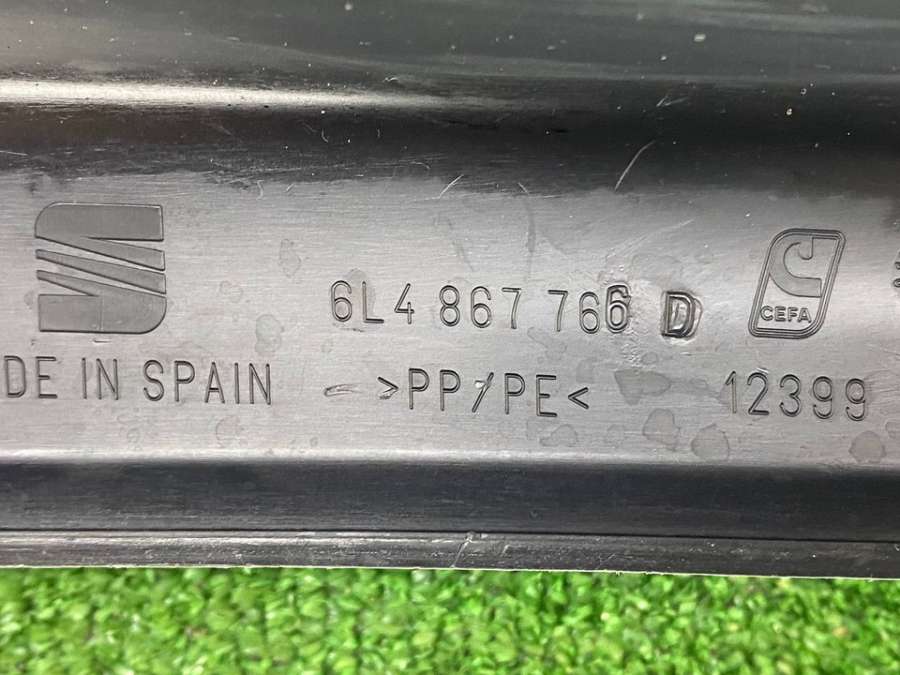 6L4 867 766 D
CEFA
DE IN SPAIN
>PP/PE<
12399